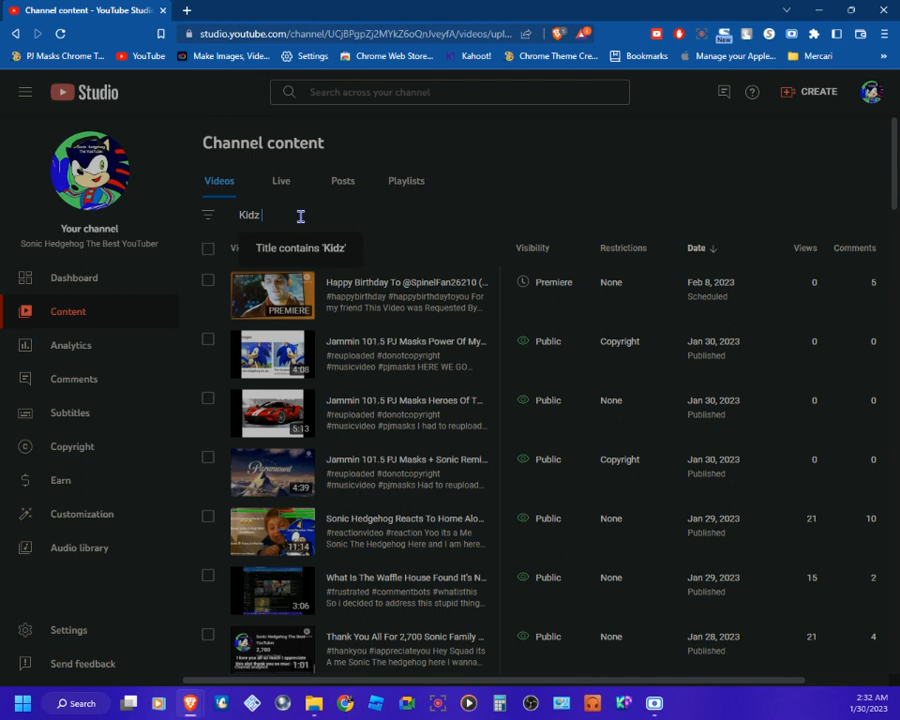 Content column of channel - YouTube Studio
studio.youtube.com/channel/UCjBPgpZj2MYkZ6oQnJveyfA/videos/upl...
New
PJ Masks Chrome T...
YouTube
Make Images, Vide...
Settings
Chrome Web Store...
Kahoot!
Chrome Theme Cre...
Bookmarks
Manage your Apple...
Mercari
»
Studio
Search across your channel
CREATE
Your channel
Sonic Hedgehog The Best YouTuber
Dashboard
Content
Analytics
Comments
Subtitles
Copyright
Earn
Customization
Audio library
Settings
Send feedback
Channel content
Videos Live Posts Playlists
Kidz
Title contains 'Kidz'
Vi
Visibility Restrictions Date Views Comments
PREMIERE
Happy Birthday To @SpinelFan26210 (...
#happybirthday #happybirthdaytoyou For
my friend This Video was Requested By...
Premiere None Feb 8, 2023 0 5
Scheduled
4:08
Jammin 101.5 PJ Masks Power Of My...
#reuploaded #donotcopyright
#musicvideo #pjmasks HERE WE GO...
Public Copyright Jan 30, 2023 0 0
Published
5:13
Jammin 101.5 PJ Masks Heroes Of T...
#reuploaded #donotcopyright
#musicvideo #pjmasks I had to reupload...
Public None Jan 30, 2023 0 0
Published
Paramount
4:39
Jammin 101.5 PJ Masks + Sonic Remi...
#reuploaded #donotcopyright
#musicvideo #pjmasks Had to reupload...
Public Copyright Jan 30, 2023 0 0
Published
11:14
Sonic Hedgehog Reacts To Home Alo...
#reactionvideo #reaction Yoo its a Me
Sonic The Hedgehog Here and I am here...
Public None Jan 29, 2023 21 10
Published
3:06
What Is The Waffle House Found It's N...
#frustrated #commentbots #whatisthis
So i decided to address this stupid thing...
Public None Jan 29, 2023 15 2
Published
1:01
Thank You All For 2,700 Sonic Family ...
#thankyou #iappreciateyou Hey Squad its
A Me Sonic The hedgehog Here I wanna...
Public None Jan 28, 2023 21 4
Published
Search
2:32 AM
1/30/2023